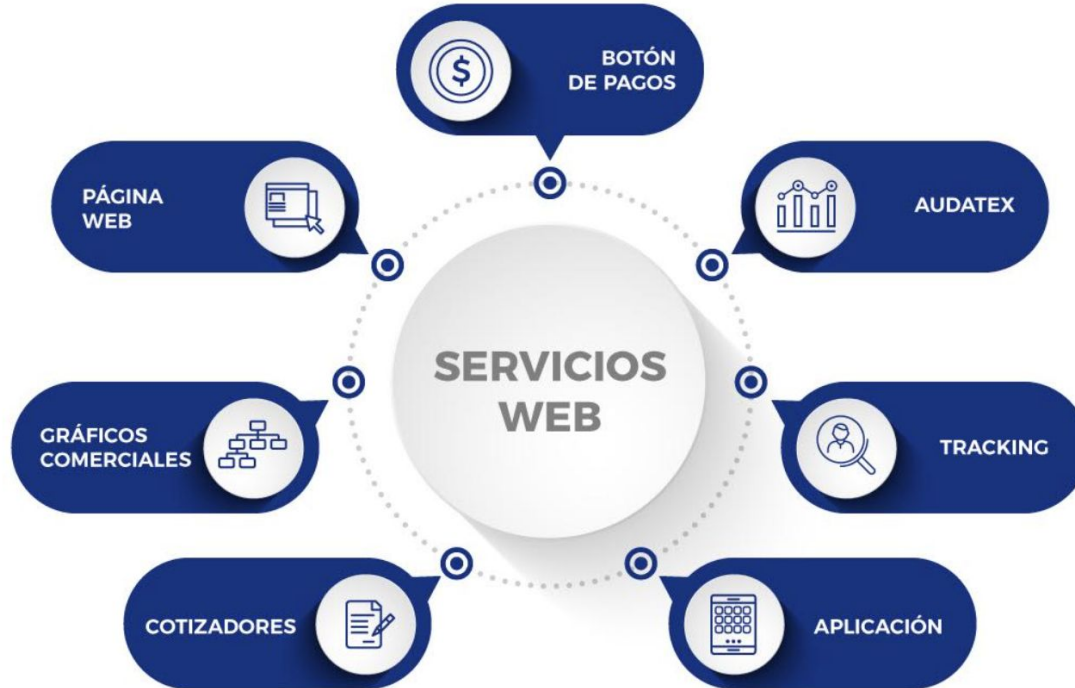 BOTÓN
DE PAGOS
PÁGINA
WEB
AUDATEX
SERVICIOS
WEB
GRÁFICOS
COMERCIALES
TRACKING
COTIZADORES
APLICACIÓN